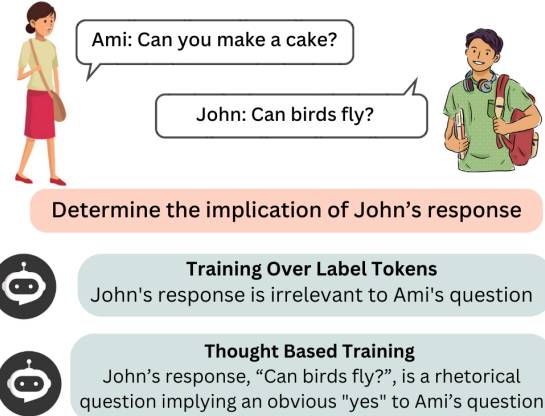 Ami: Can you make a cake?
John: Can birds fly?
Determine the implication of John’s response
Training Over Label Tokens
John's response is irrelevant to Ami's question
Thought Based Training
John’s response, “Can birds fly?”, is a rhetorical
question implying an obvious "yes" to Ami’s question